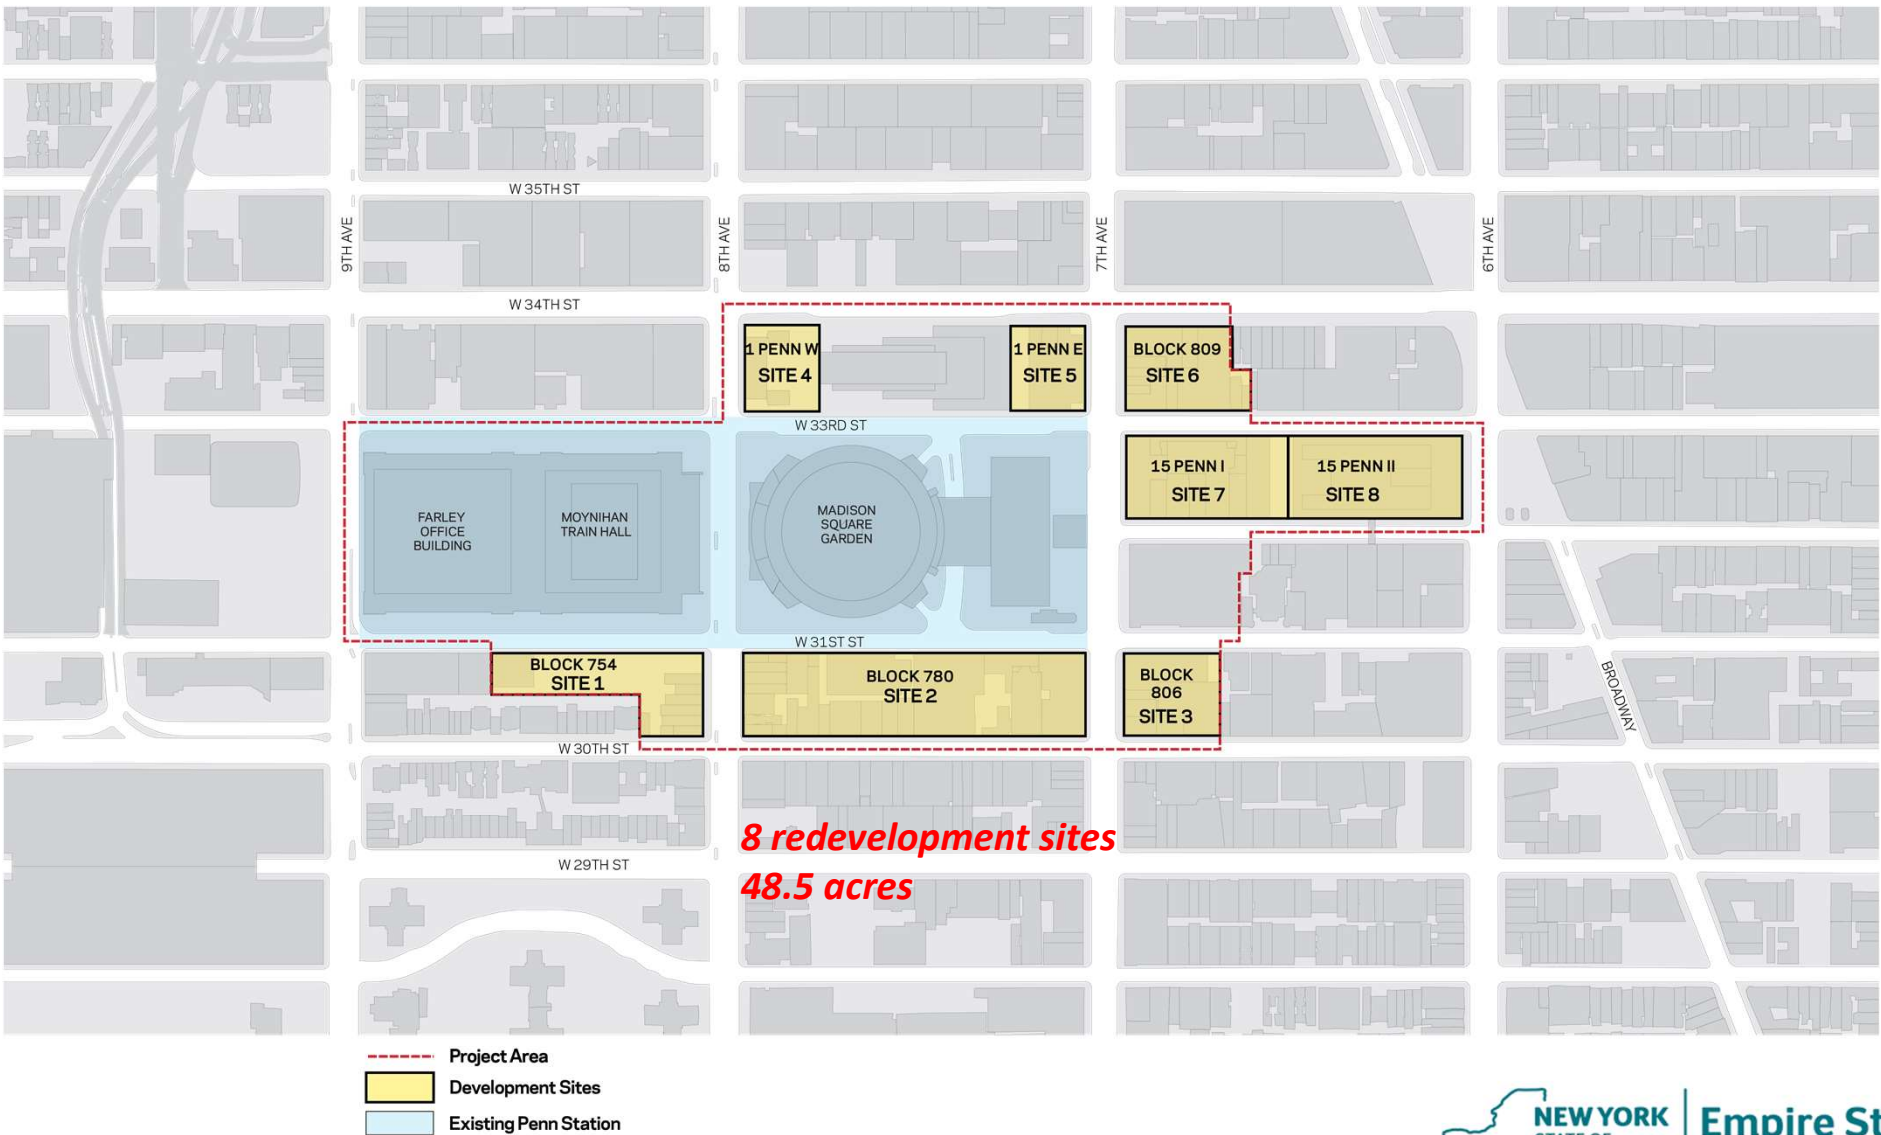 W 35TH ST
9TH AVE
8TH AVE
7TH AVE
6TH AVE
W 34TH ST
1 PENN W
SITE 4
1 PENN E
SITE 5
BLOCK 809
SITE 6
W 33RD ST
15 PENN I
SITE 7
15 PENN II
SITE 8
FARLEY
OFFICE
BUILDING
MOYNIHAN
TRAIN HALL
MADISON
SQUARE
GARDEN
W 31ST ST
BLOCK 754
SITE 1
BLOCK 780
SITE 2
BLOCK
806
SITE 3
BROADWAY
W 30TH ST
8 redevelopment sites
48.5 acres
W 29TH ST
Project Area
Development Sites
Existing Penn Station
NEW YORK
STATE OF
Empire St